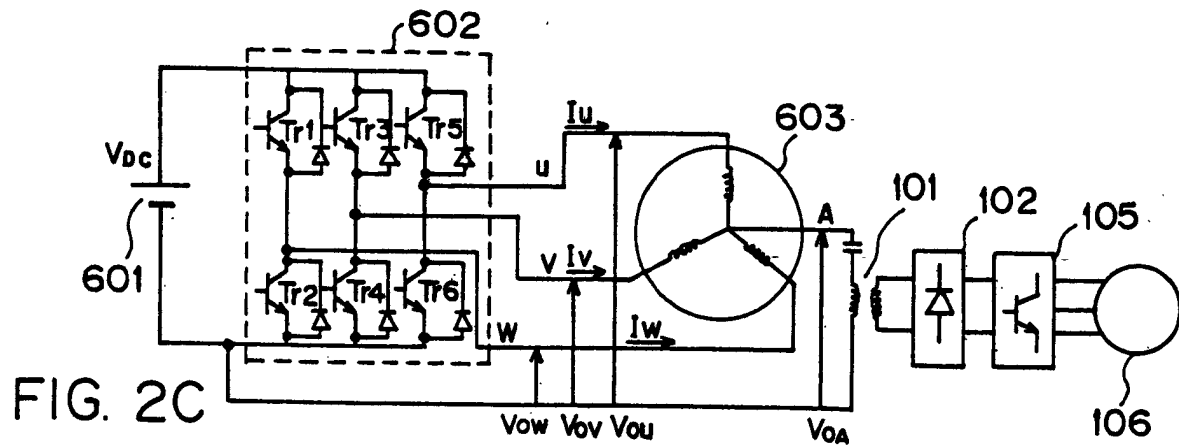 602
Tr1 Tr3 Tr5
VDC
601
Tr2 Tr4 Tr6
u
V
W
Iu
Iv
Iw
603
A
101
102
105
106
VOW VOV VOU
VOA
FIG. 2C